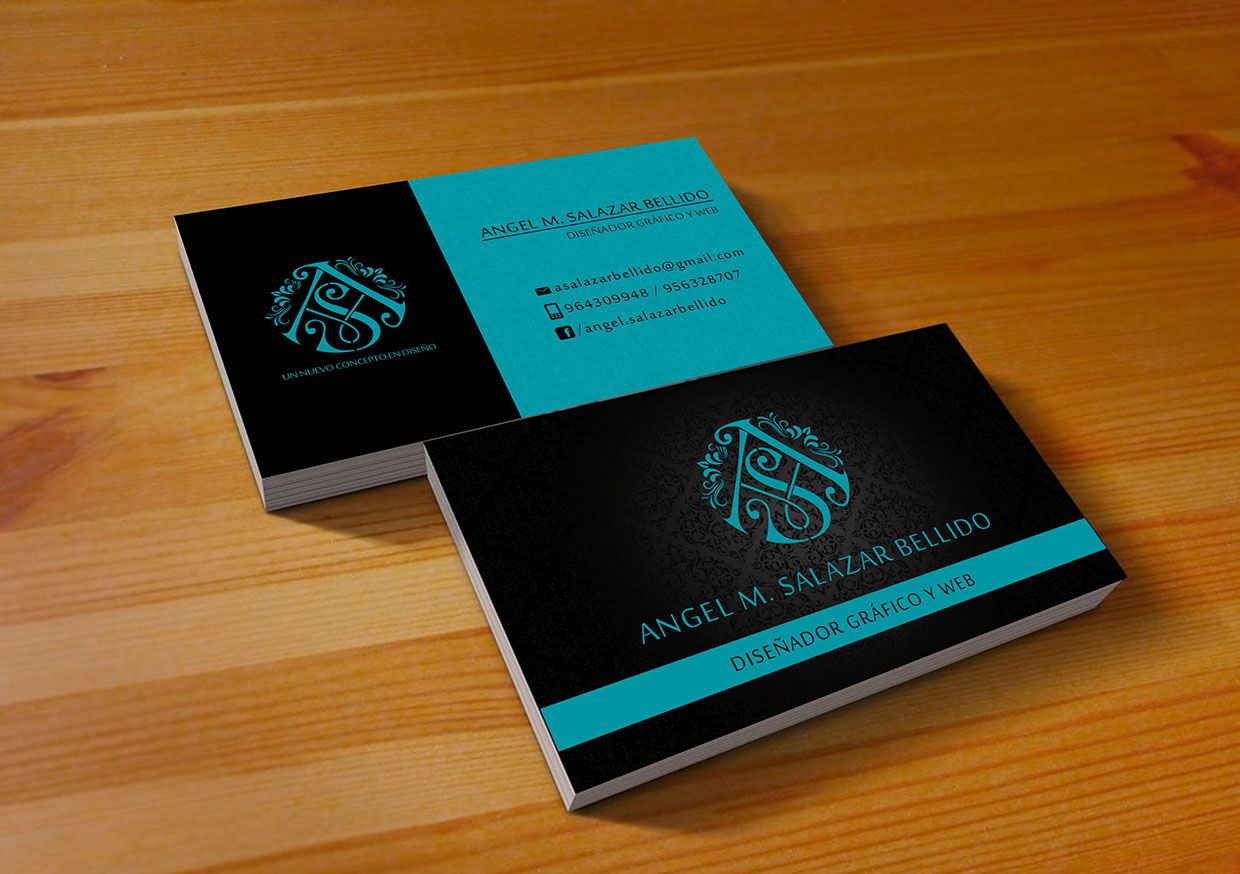 ANGEL M. SALAZAR BELLIDO
DISEÑADOR GRÁFICO Y WEB
asalazarbellido@gmail.com
964309948 / 956328707
/angel.salazarbellido
UN NUEVO CONCEPTO EN DISEÑO
ANGEL M. SALAZAR BELLIDO
DISEÑADOR GRÁFICO Y WEB